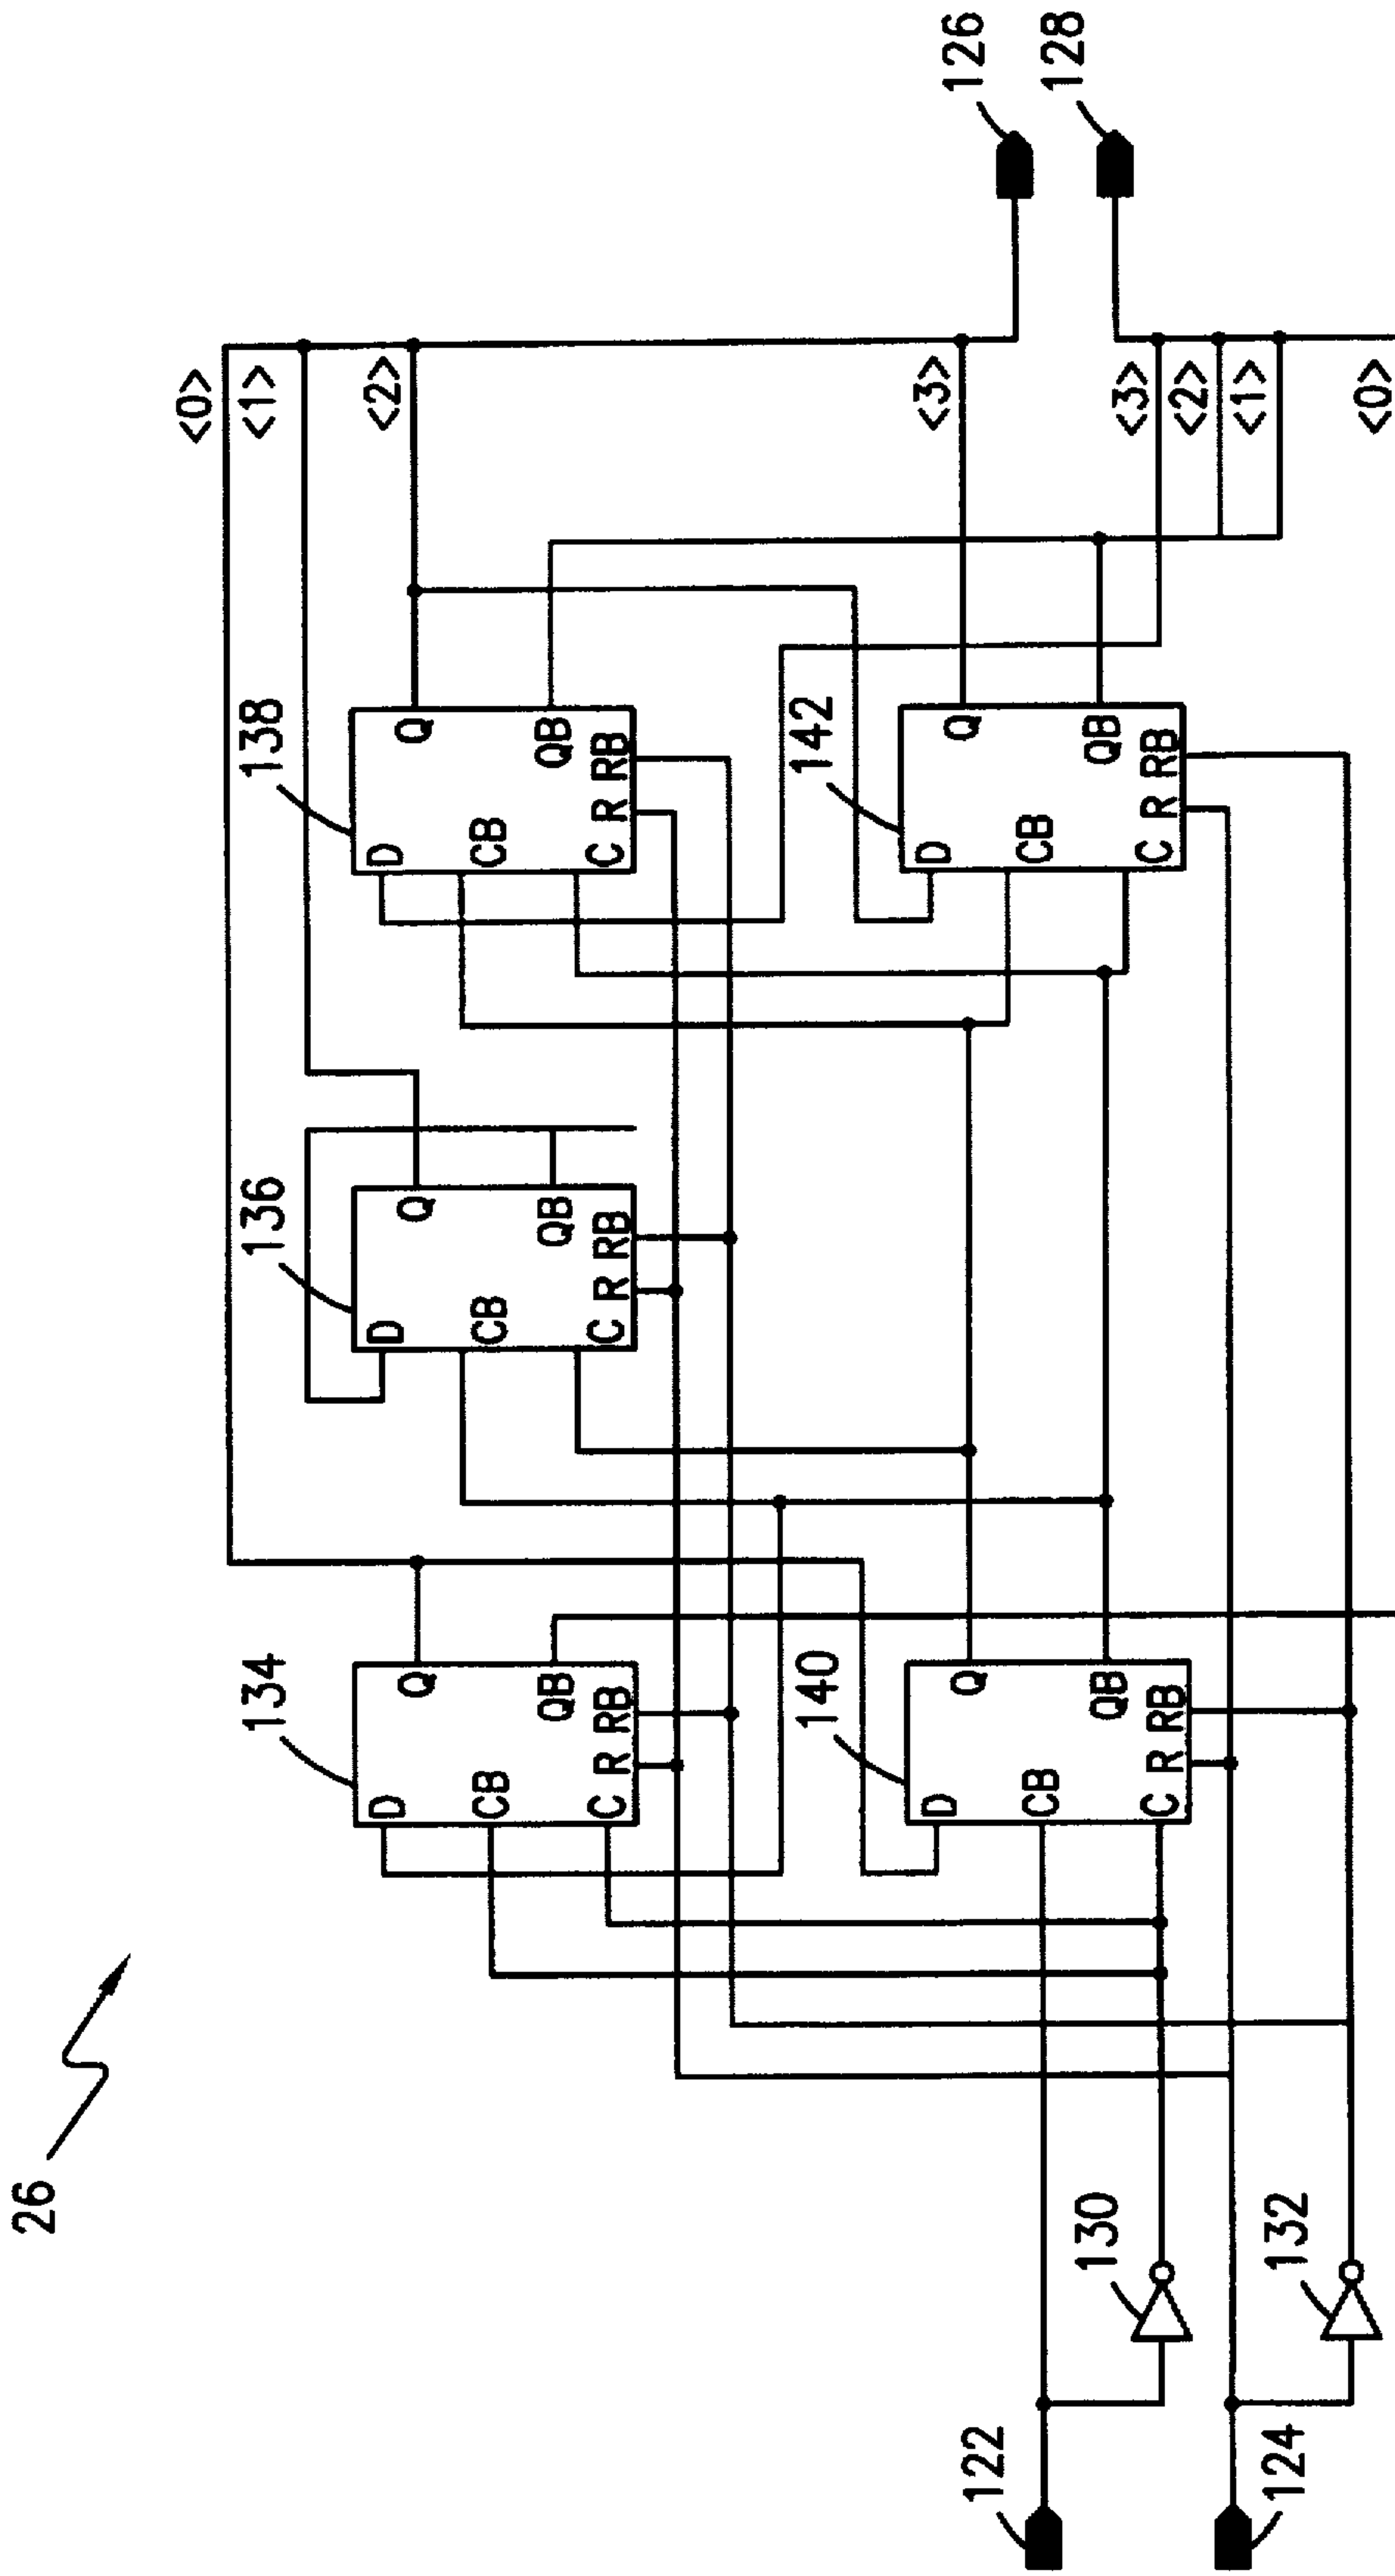 26
<0>
<1>
<2>
134
D
Q
CB
QB
C
R
RB
136
D
Q
CB
QB
C
R
RB
138
D
Q
CB
QB
C
R
RB
126
128
<3>
<3>
<2>
<1>
<0>
140
D
Q
CB
QB
C
R
RB
142
D
Q
CB
QB
C
R
RB
122
130
124
132